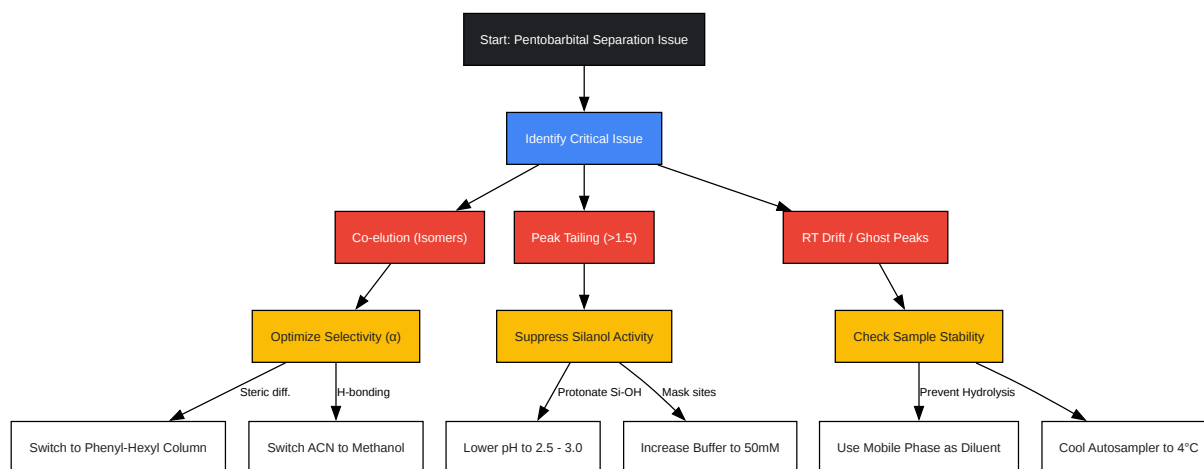 Start: Pentobarbital Separation Issue
Identify Critical Issue
Co-elution (Isomers)
Peak Tailing (>1.5)
RT Drift / Ghost Peaks
Optimize Selectivity (α)
Suppress Silanol Activity
Check Sample Stability
Steric diff.
H-bonding
Protonate Si-OH
Mask sites
Prevent Hydrolysis
Switch to Phenyl-Hexyl Column
Switch ACN to Methanol
Lower pH to 2.5 - 3.0
Increase Buffer to 50mM
Use Mobile Phase as Diluent
Cool Autosampler to 4°C